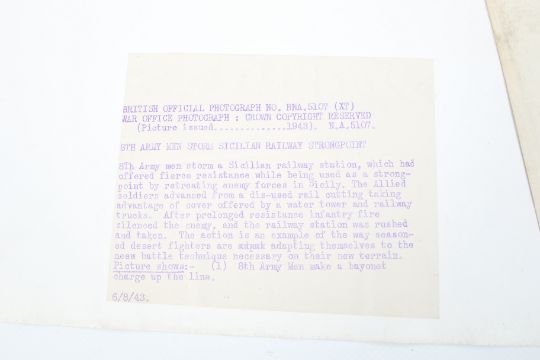 BRITISH OFFICIAL PHOTOGRAPH NO. BNA.5107 (XT)
WAR OFFICE PHOTOGRAPH : CROWN COPYRIGHT RESERVED
(Picture issued..............1943). N.A.5107.
8TH ARMY MEN STORM SICILIAN RAILWAY STRONGPOINT
8Th Army men storm a Sicilian railway station, which had
offered fierce resistance while being used as a strong-
point by retreating enemy forces in Sicily. The Allied
soldiers advanced from a dis-used rail cutting taking
advantage of cover offered by a water tower and railway
trucks. After prolonged resistance infantry fire
silenced the enemy, and the railway station was rushed
and taken. The action is an example of the way season-
ed desert fighters are adapting themselves to the
new battle technique necessary on their new terrain.
Picture shows:- (1) 8th Army Men make a bayonet
charge up the line.
6/8/43.